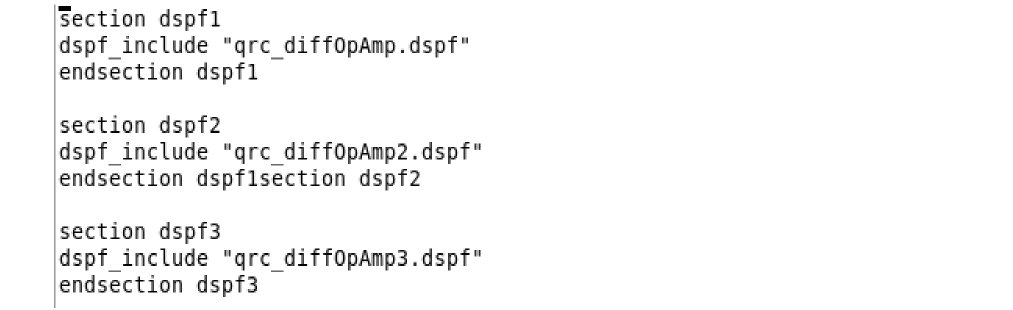 section dspf1
dspf_include "qrc_diffOpAmp.dspf"
endsection dspf1
section dspf2
dspf_include "qrc_diffOpAmp2.dspf"
endsection dspf1section dspf2
section dspf3
dspf_include "qrc_diffOpAmp3.dspf"
endsection dspf3